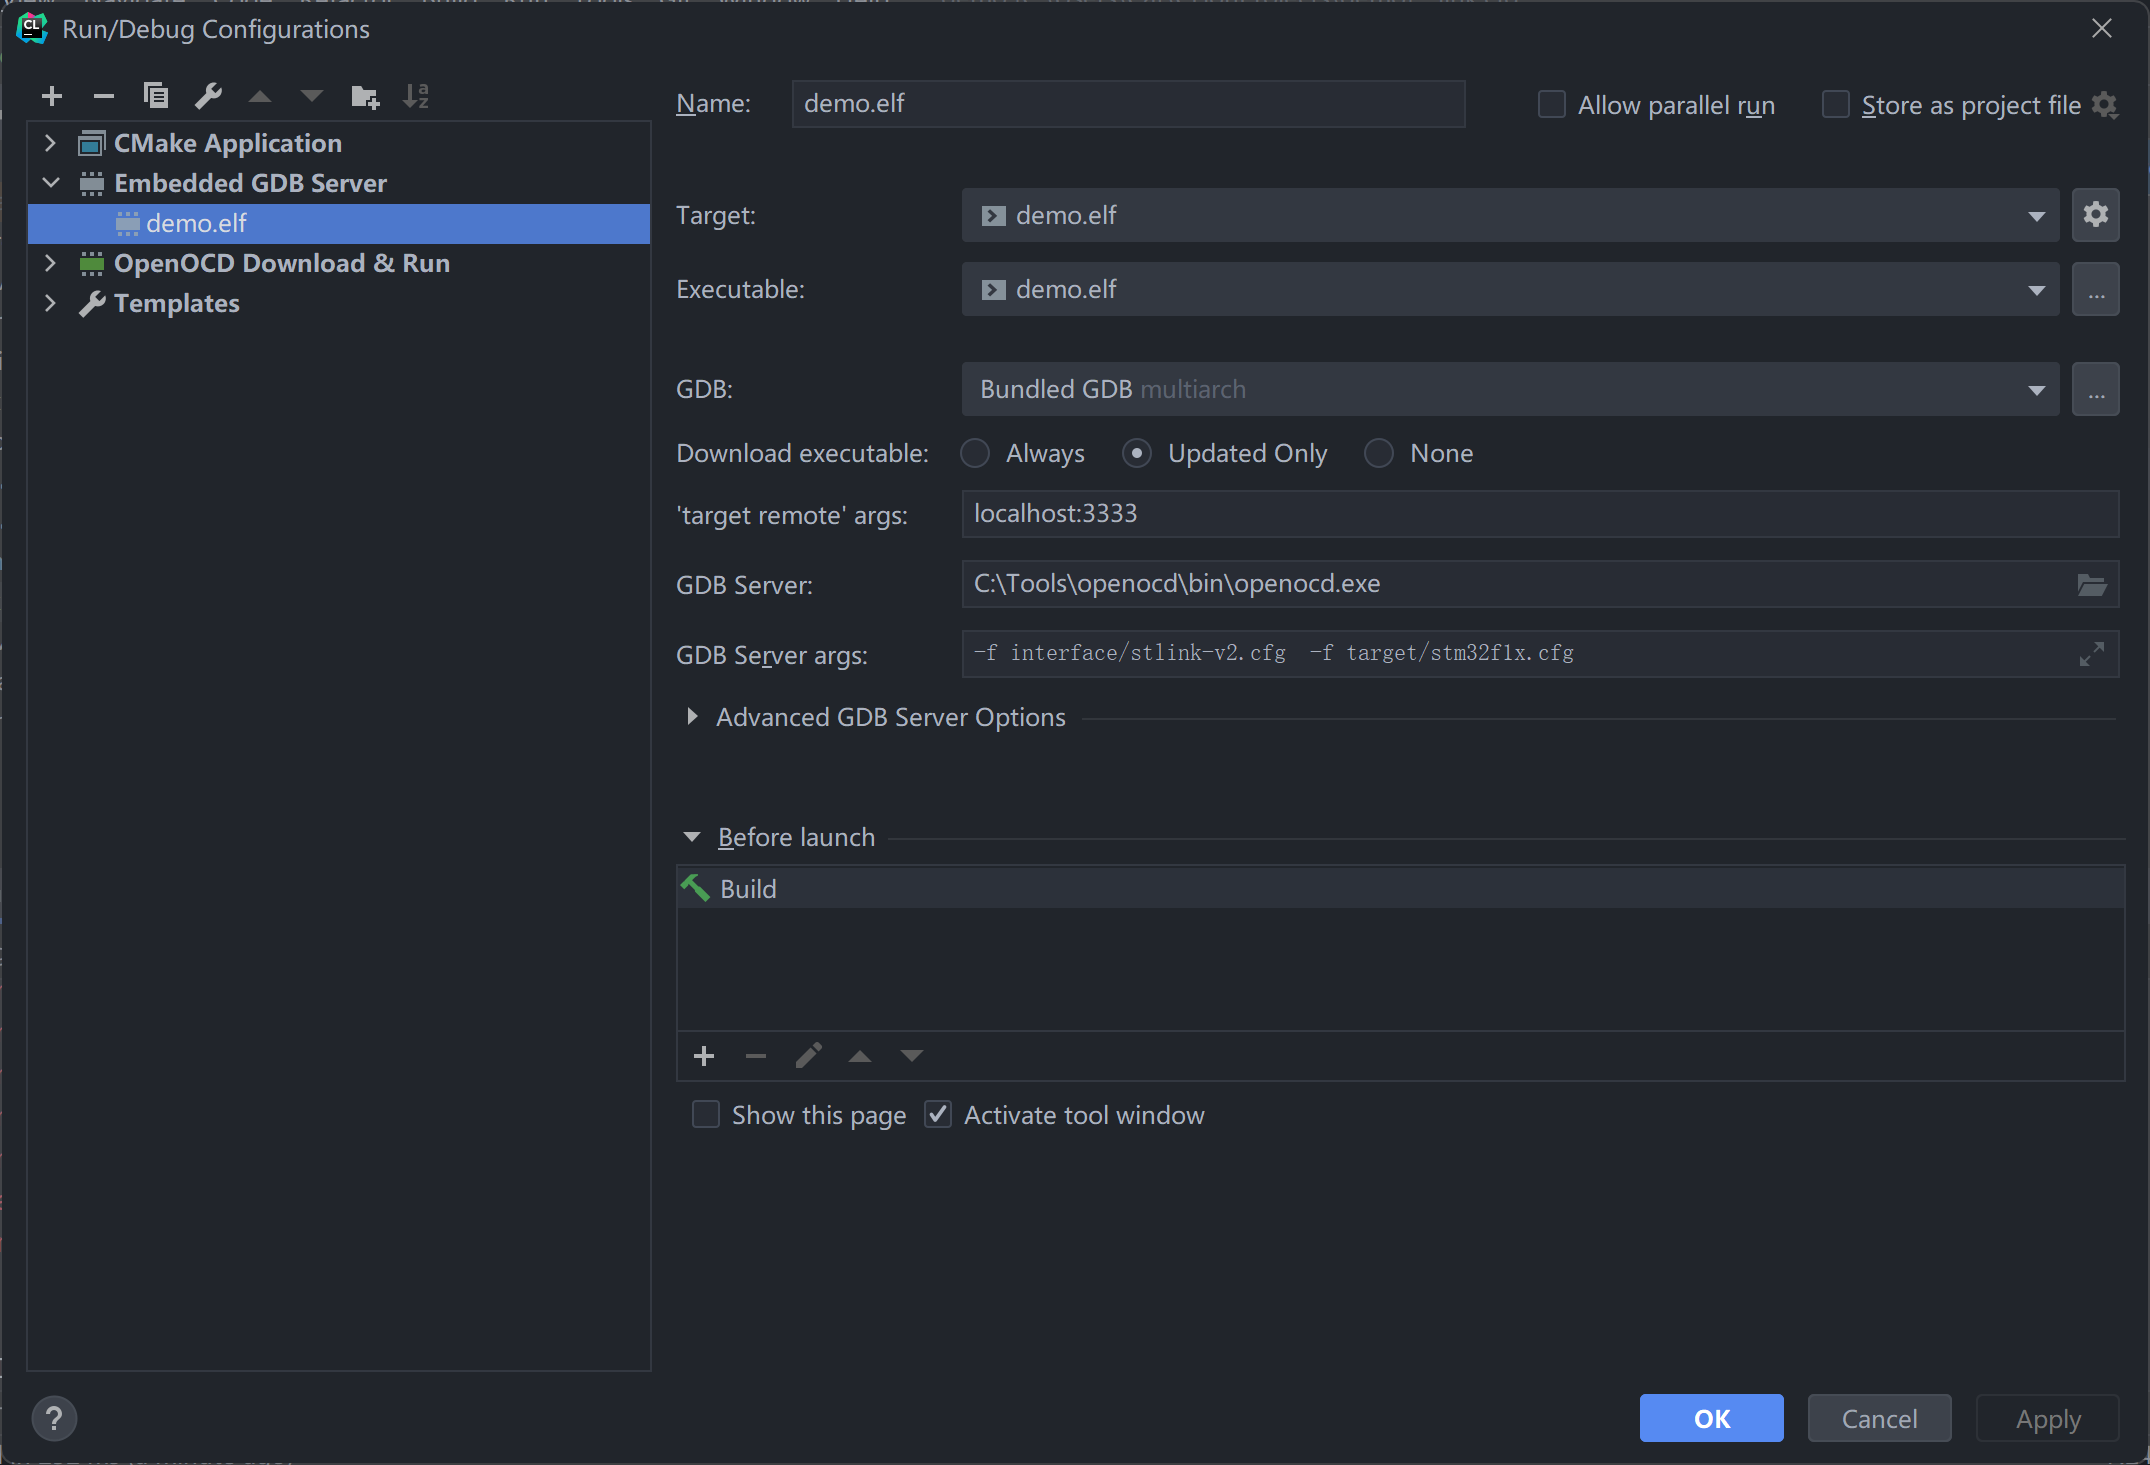 Run/Debug Configurations
CMake Application
Embedded GDB Server
demo.elf
OpenOCD Download & Run
Templates
Name: demo.elf Allow parallel run Store as project file
Target: demo.elf
Executable: demo.elf ...
GDB: Bundled GDB multiarch ...
Download executable: Always Updated Only None
'target remote' args: localhost:3333
GDB Server: C:\Tools\openocd\bin\openocd.exe
GDB Server args: -f interface/stlink-v2.cfg -f target/stm32f1x.cfg
Advanced GDB Server Options
Before launch
Build
Show this page Activate tool window
? OK Cancel Apply